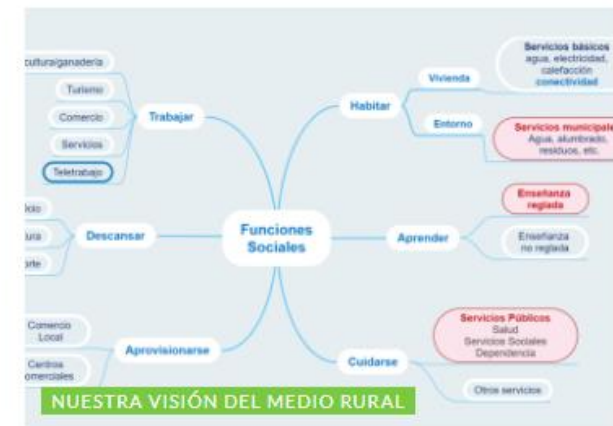 Trabajar
Turismo
Comercio
Servicios
Teletrabajo
Descansar
Aprovisionarse
Comercio
Local
Centros
Funciones
Sociales
Habitar
Vivienda
Servicios básicos
agua, electricidad,
calefacción
conectividad
Entorno
Servicios municipale
Agua, alumbrado,
residuos, etc.
Aprender
Enseñanza
reglada
Enseñanza
no reglada
Cuidarse
Servicios Públicos
Salud
Servicios Sociales
Dependencia
Otros servicios
NUESTRA VISIÓN DEL MEDIO RURAL